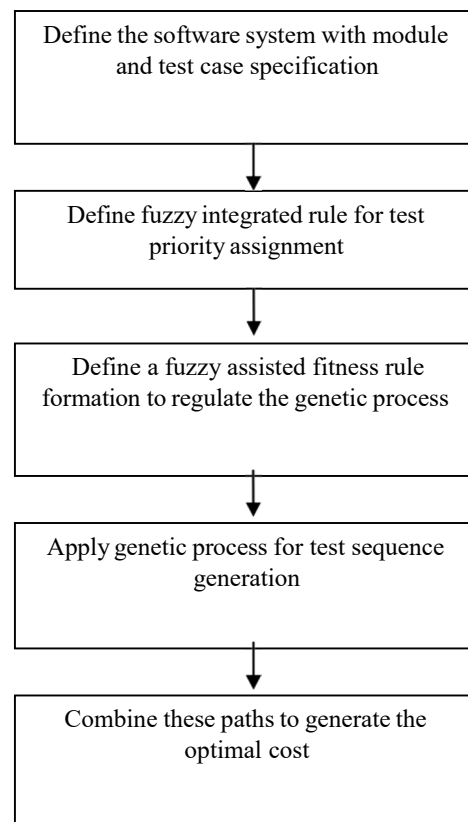 Define the software system with module
and test case specification
Define fuzzy integrated rule for test
priority assignment
Define a fuzzy assisted fitness rule
formation to regulate the genetic process
Apply genetic process for test sequence
generation
Combine these paths to generate the
optimal cost